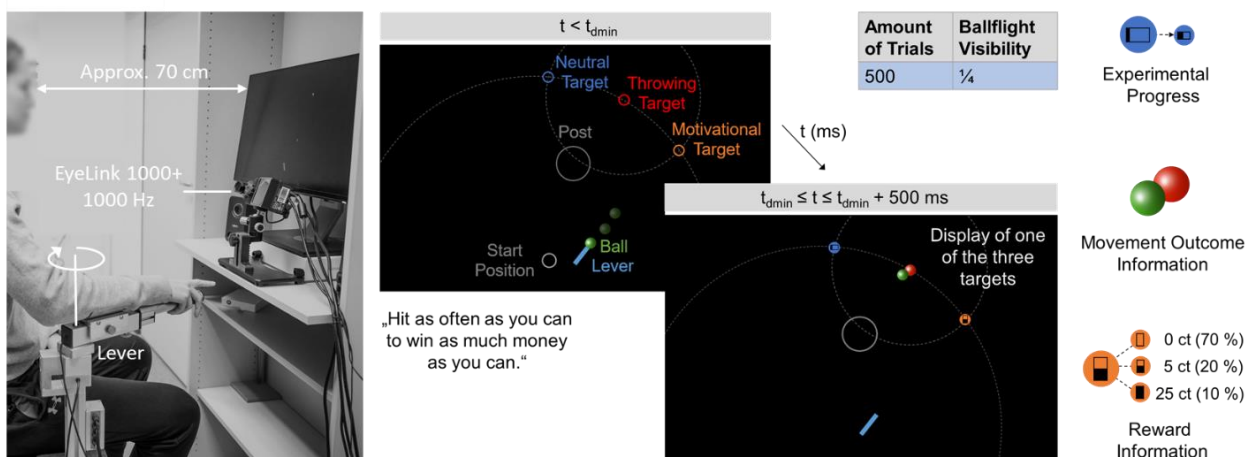 Approx. 70 cm
EyeLink 1000+
1000 Hz
Lever
t < tdmin
Neutral
Target
Throwing
Target
Post
Motivational
Target
Start
Position
Ball
Lever
„Hit as often as you can
to win as much money
as you can.“
t (ms)
tdmin ≤ t ≤ tdmin + 500 ms
Display of one
of the three
targets
Amount of Trials
Ballflight Visibility
500
¼
Experimental
Progress
Movement Outcome
Information
0 ct (70 %)
5 ct (20 %)
25 ct (10 %)
Reward
Information